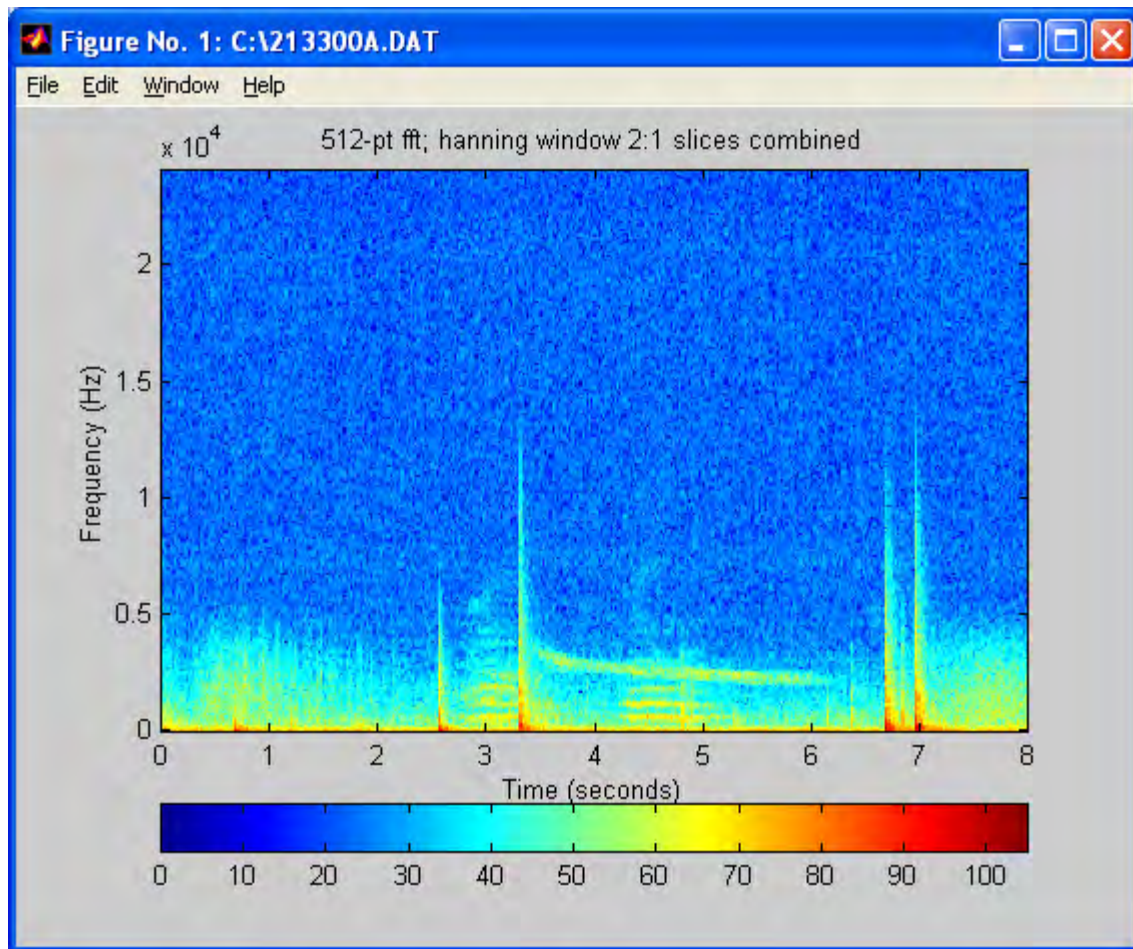 Figure No. 1: C:\213300A.DAT
File Edit Window Help
x 10^4
512-pt fft; hanning window 2:1 slices combined
2
1.5
1
0.5
0
Frequency (Hz)
0 1 2 3 4 5 6 7 8
Time (seconds)
0 10 20 30 40 50 60 70 80 90 100